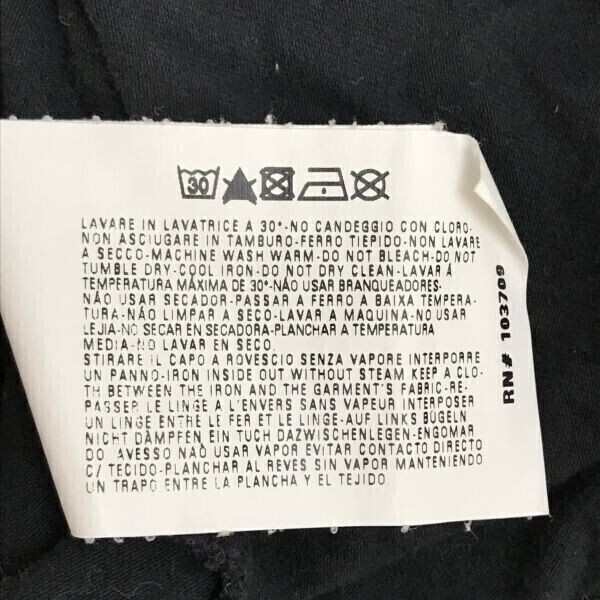 30
LAVARE IN LAVATRICE A 30°-NO CANDEGGIO CON CLORO-
NON ASCIUGARE IN TAMBURO-FERRO TIEPIDO-NON LAVARE
A SECCO-MACHINE WASH WARM-DO NOT BLEACH-DO NOT
TUMBLE DRY-COOL IRON-DO NOT DRY CLEAN-LAVAR Á
TEMPERATURA MÁXIMA DE 30°-NÃO USAR BRANQUEADORES-
NÃO USAR SECADOR-PASSAR A FERRO A BAIXA TEMPERA-
TURA-NÃO LIMPAR A SECO-LAVAR A MAQUINA-NO USAR
LEJIA-NO SECAR EN SECADORA-PLANCHAR A TEMPERATURA
MEDIA-NO LAVAR EN SECO.
STIRARE IL CAPO A ROVESCIO SENZA VAPORE INTERPORRE
UN PANNO-IRON INSIDE OUT WITHOUT STEAM KEEP A CLO-
TH BETWEEN THE IRON AND THE GARMENT'S FABRIC-RE-
PASSER LE LINGE A L'ENVERS SANS VAPEUR INTERPOSER
UN LINGE ENTRE LE FER ET LE LINGE-AUF LINKS BÜGELN
NICHT DÄMPFEN EIN TUCH DAZWISCHENLEGEN-ENGOMAR
DO AVESSO NÃO USAR VAPOR EVITAR CONTACTO DIRECTO
C/ TECIDO-PLANCHAR AL REVES SIN VAPOR MANTENIENDO
UN TRAPO ENTRE LA PLANCHA Y EL TEJIDO.
RN# 103709